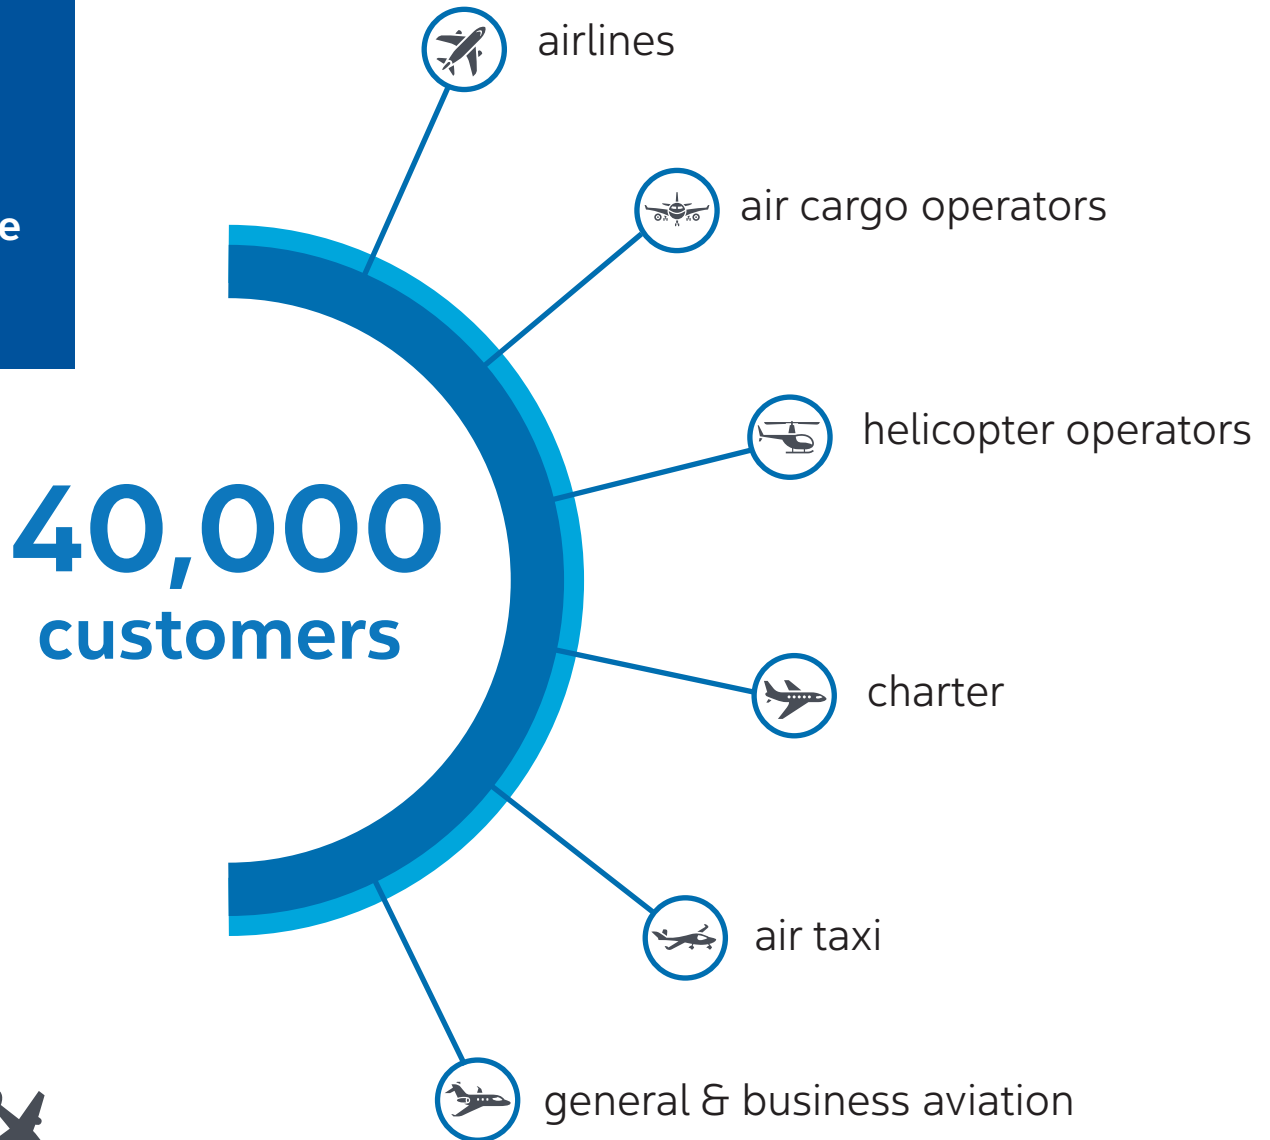 airlines
air cargo operators
helicopter operators
40,000
customers
charter
air taxi
general & business aviation